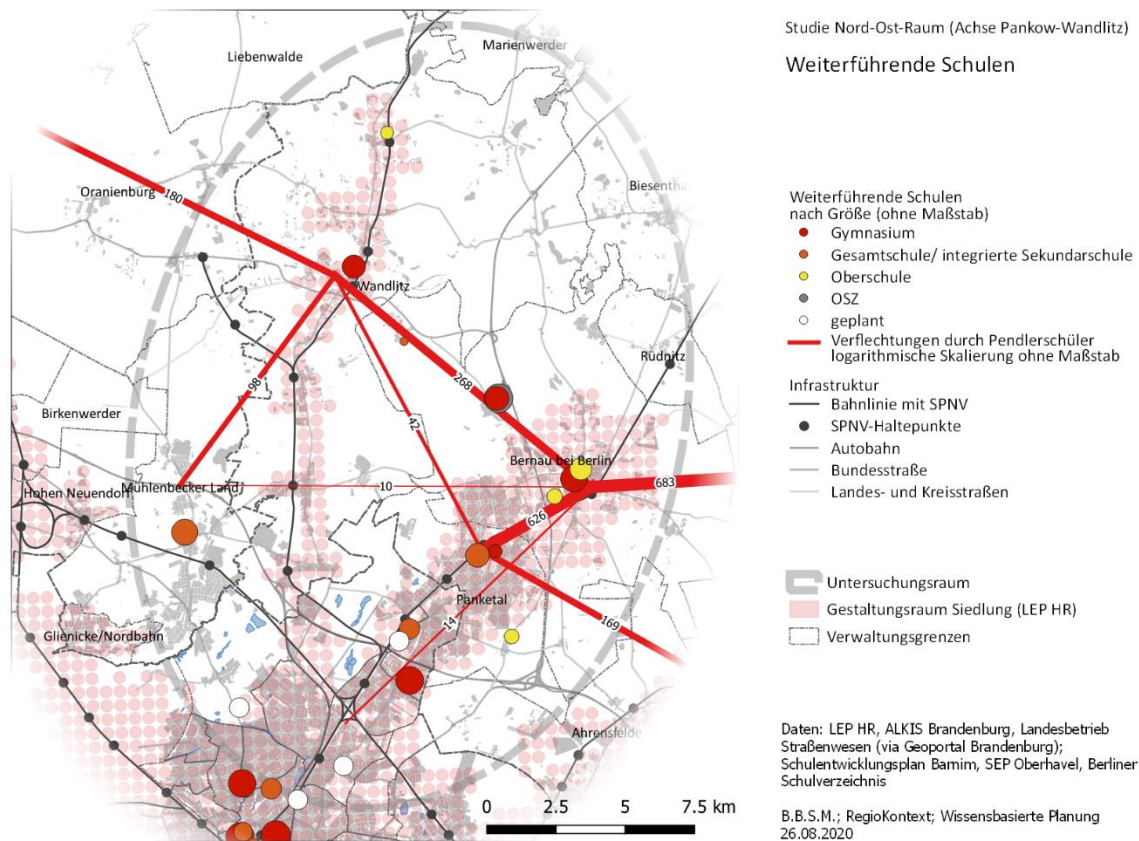 Studie Nord-Ost-Raum (Achse Pankow-Wandlitz)
Weiterführende Schulen
Weiterführende Schulen
nach Größe (ohne Maßstab)
Gymnasium
Gesamtschule/ integrierte Sekundarschule
Oberschule
OSZ
geplant
Verflechtungen durch Pendlerschüler
logarithmische Skalierung ohne Maßstab
Infrastruktur
Bahnlinie mit SPNV
SPNV-Haltepunkte
Autobahn
Bundesstraße
Landes- und Kreisstraßen
Untersuchungsraum
Gestaltungsraum Siedlung (LEP HR)
Verwaltungsgrenzen
Daten: LEP HR, ALKIS Brandenburg, Landesbetrieb
Straßenwesen (via Geoportal Brandenburg);
Schulentwicklungsplan Barnim, SEP Oberhavel, Berliner
Schulverzeichnis
B.B.S.M.; RegioKontext; Wissensbasierte Planung
26.08.2020
Marienwerder
Liebenwalde
Oranienburg
180
Biesentha
Wandlitz
Rüdnitz
268
98
42
Birkenwerder
Bernau bei Berlin
Hohen Neuendorf
Mühlenbecker Land
10
683
626
Panketal
14
169
Glienicke/Nordbahn
Ahrensfelde
0 2.5 5 7.5 km